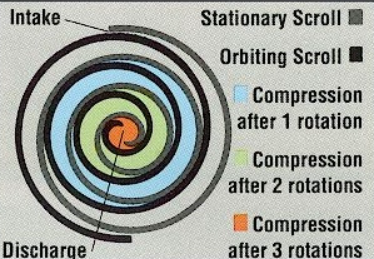 Intake
Stationary Scroll
Orbiting Scroll
Compression
after 1 rotation
Compression
after 2 rotations
Compression
after 3 rotations
Discharge